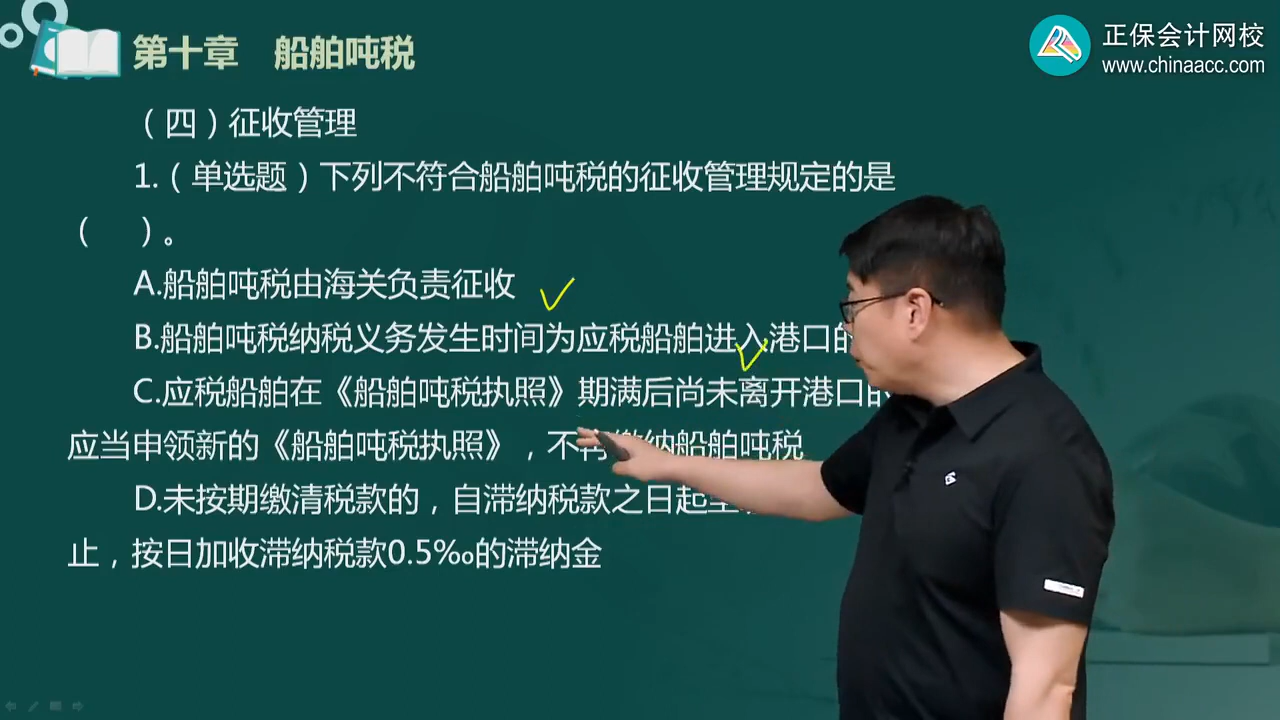 第十章 船舶吨税
正保会计网校
www.chinaacc.com
（四）征收管理
1.（单选题）下列不符合船舶吨税的征收管理规定的是
（ ）。
A.船舶吨税由海关负责征收
B.船舶吨税纳税义务发生时间为应税船舶进入港口的
C.应税船舶在《船舶吨税执照》期满后尚未离开港口的
应当申领新的《船舶吨税执照》，不再缴纳船舶吨税
D.未按期缴清税款的，自滞纳税款之日起至
止，按日加收滞纳税款0.5‰的滞纳金